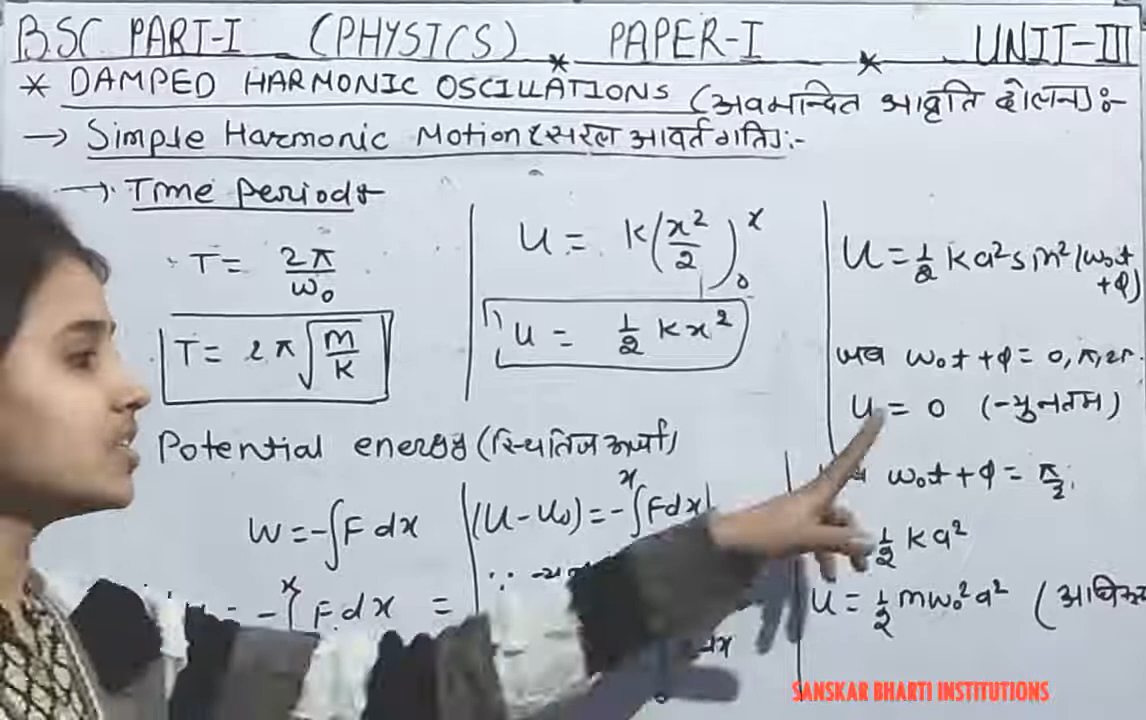 BSC PART-I (PHYSICS) * PAPER-I * UNIT-III
* DAMPED HARMONIC OSCILLATIONS (अवमन्दित आवृति दोलन):-
→ Simple Harmonic Motion (सरल आवर्त गति):-
→ Time period
T = 2π/ω₀
T = 2π√(m/k)
U = k(x²/2)₀ˣ
U = ½ kx²
Potential energy (स्थितिज ऊर्जा)
W = -∫F dx
= -∫ˣ F dx =
(U - U₀) = -∫ˣ Fdx
∵
dx
U = ½ ka² sin²(ω₀t + φ)
जब ω₀t + φ = 0, π, 2π
U = 0 (न्युनतम)
ω₀t + φ = π/2
½ ka²
U = ½ mω₀²a²
SANSKAR BHARTI INSTITUTIONS